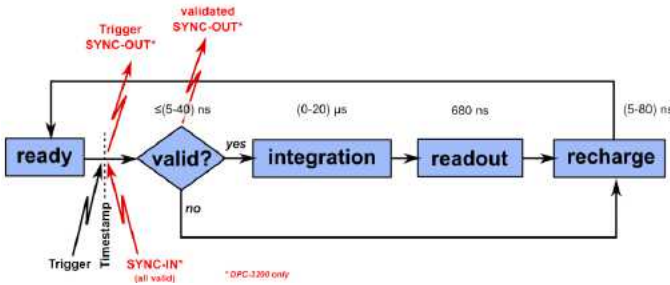 Trigger
SYNC-OUT*
validated
SYNC-OUT*
≤(5-40) ns
(0-20) µs
680 ns
(5-80) ns
ready
valid?
yes
integration
readout
recharge
no
Timestamp
Trigger
SYNC-IN*
(all valid)
* DPC-3200 only